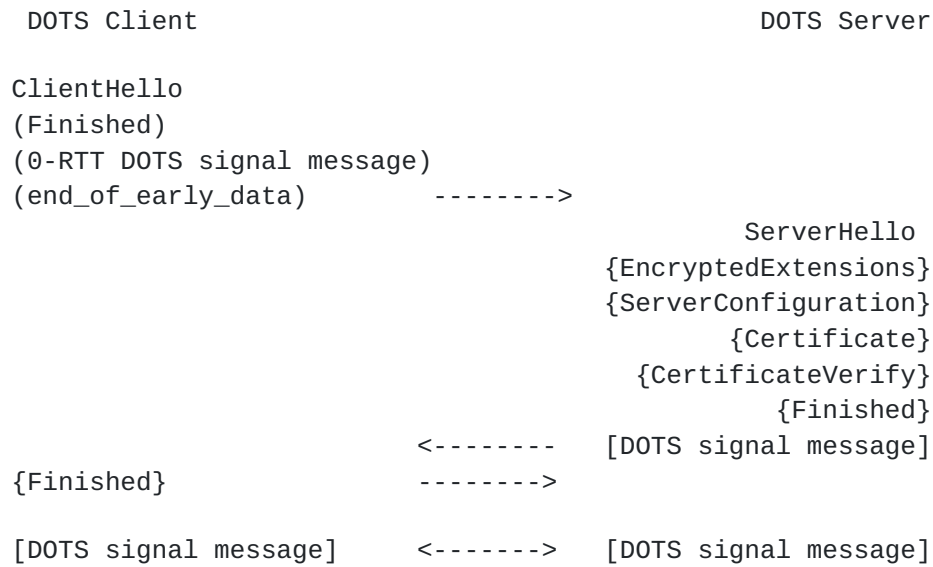 DOTS Client                                    DOTS Server
ClientHello
(Finished)
(0-RTT DOTS signal message)
(end_of_early_data)         -------->
ServerHello
{EncryptedExtensions}
{ServerConfiguration}
{Certificate}
{CertificateVerify}
{Finished}
<--------   [DOTS signal message]
{Finished}                 -------->
[DOTS signal message]      <------->   [DOTS signal message]